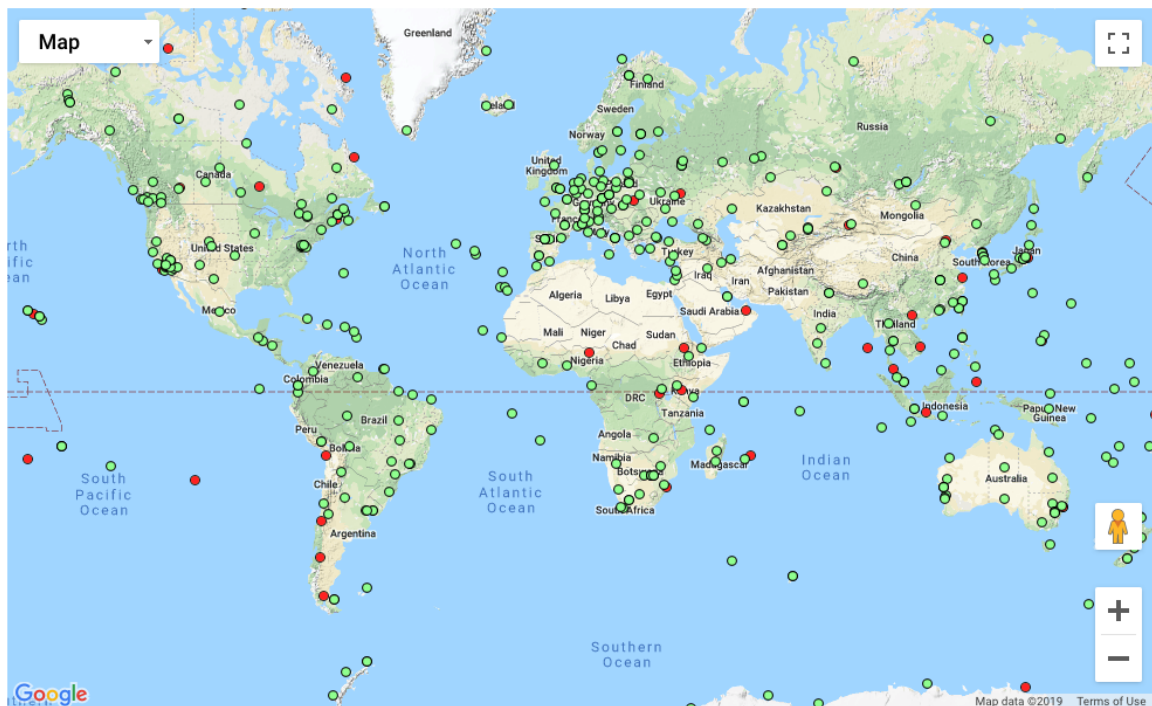 Map
Greenland
Finland
Sweden
Norway
Russia
United
Kingdom
Canada
Ukraine
Kazakhstan
Mongolia
North
Atlantic
Ocean
United States
Turkey
China
South Korea
Japan
Iraq
Iran
Afghanistan
Pakistan
Algeria
Libya
Egypt
Saudi Arabia
India
Mexico
Mali
Niger
Chad
Sudan
Thailand
Nigeria
Ethiopia
Venezuela
Colombia
DRC
Kenya
Tanzania
Indonesia
Papua New
Guinea
Brazil
Peru
Angola
Bolivia
Namibia
Botswana
Madagascar
South
Pacific
Ocean
Chile
South
Atlantic
Ocean
Indian
Ocean
Australia
South Africa
Argentina
Southern
Ocean
Google
Map data ©2019
Terms of Use